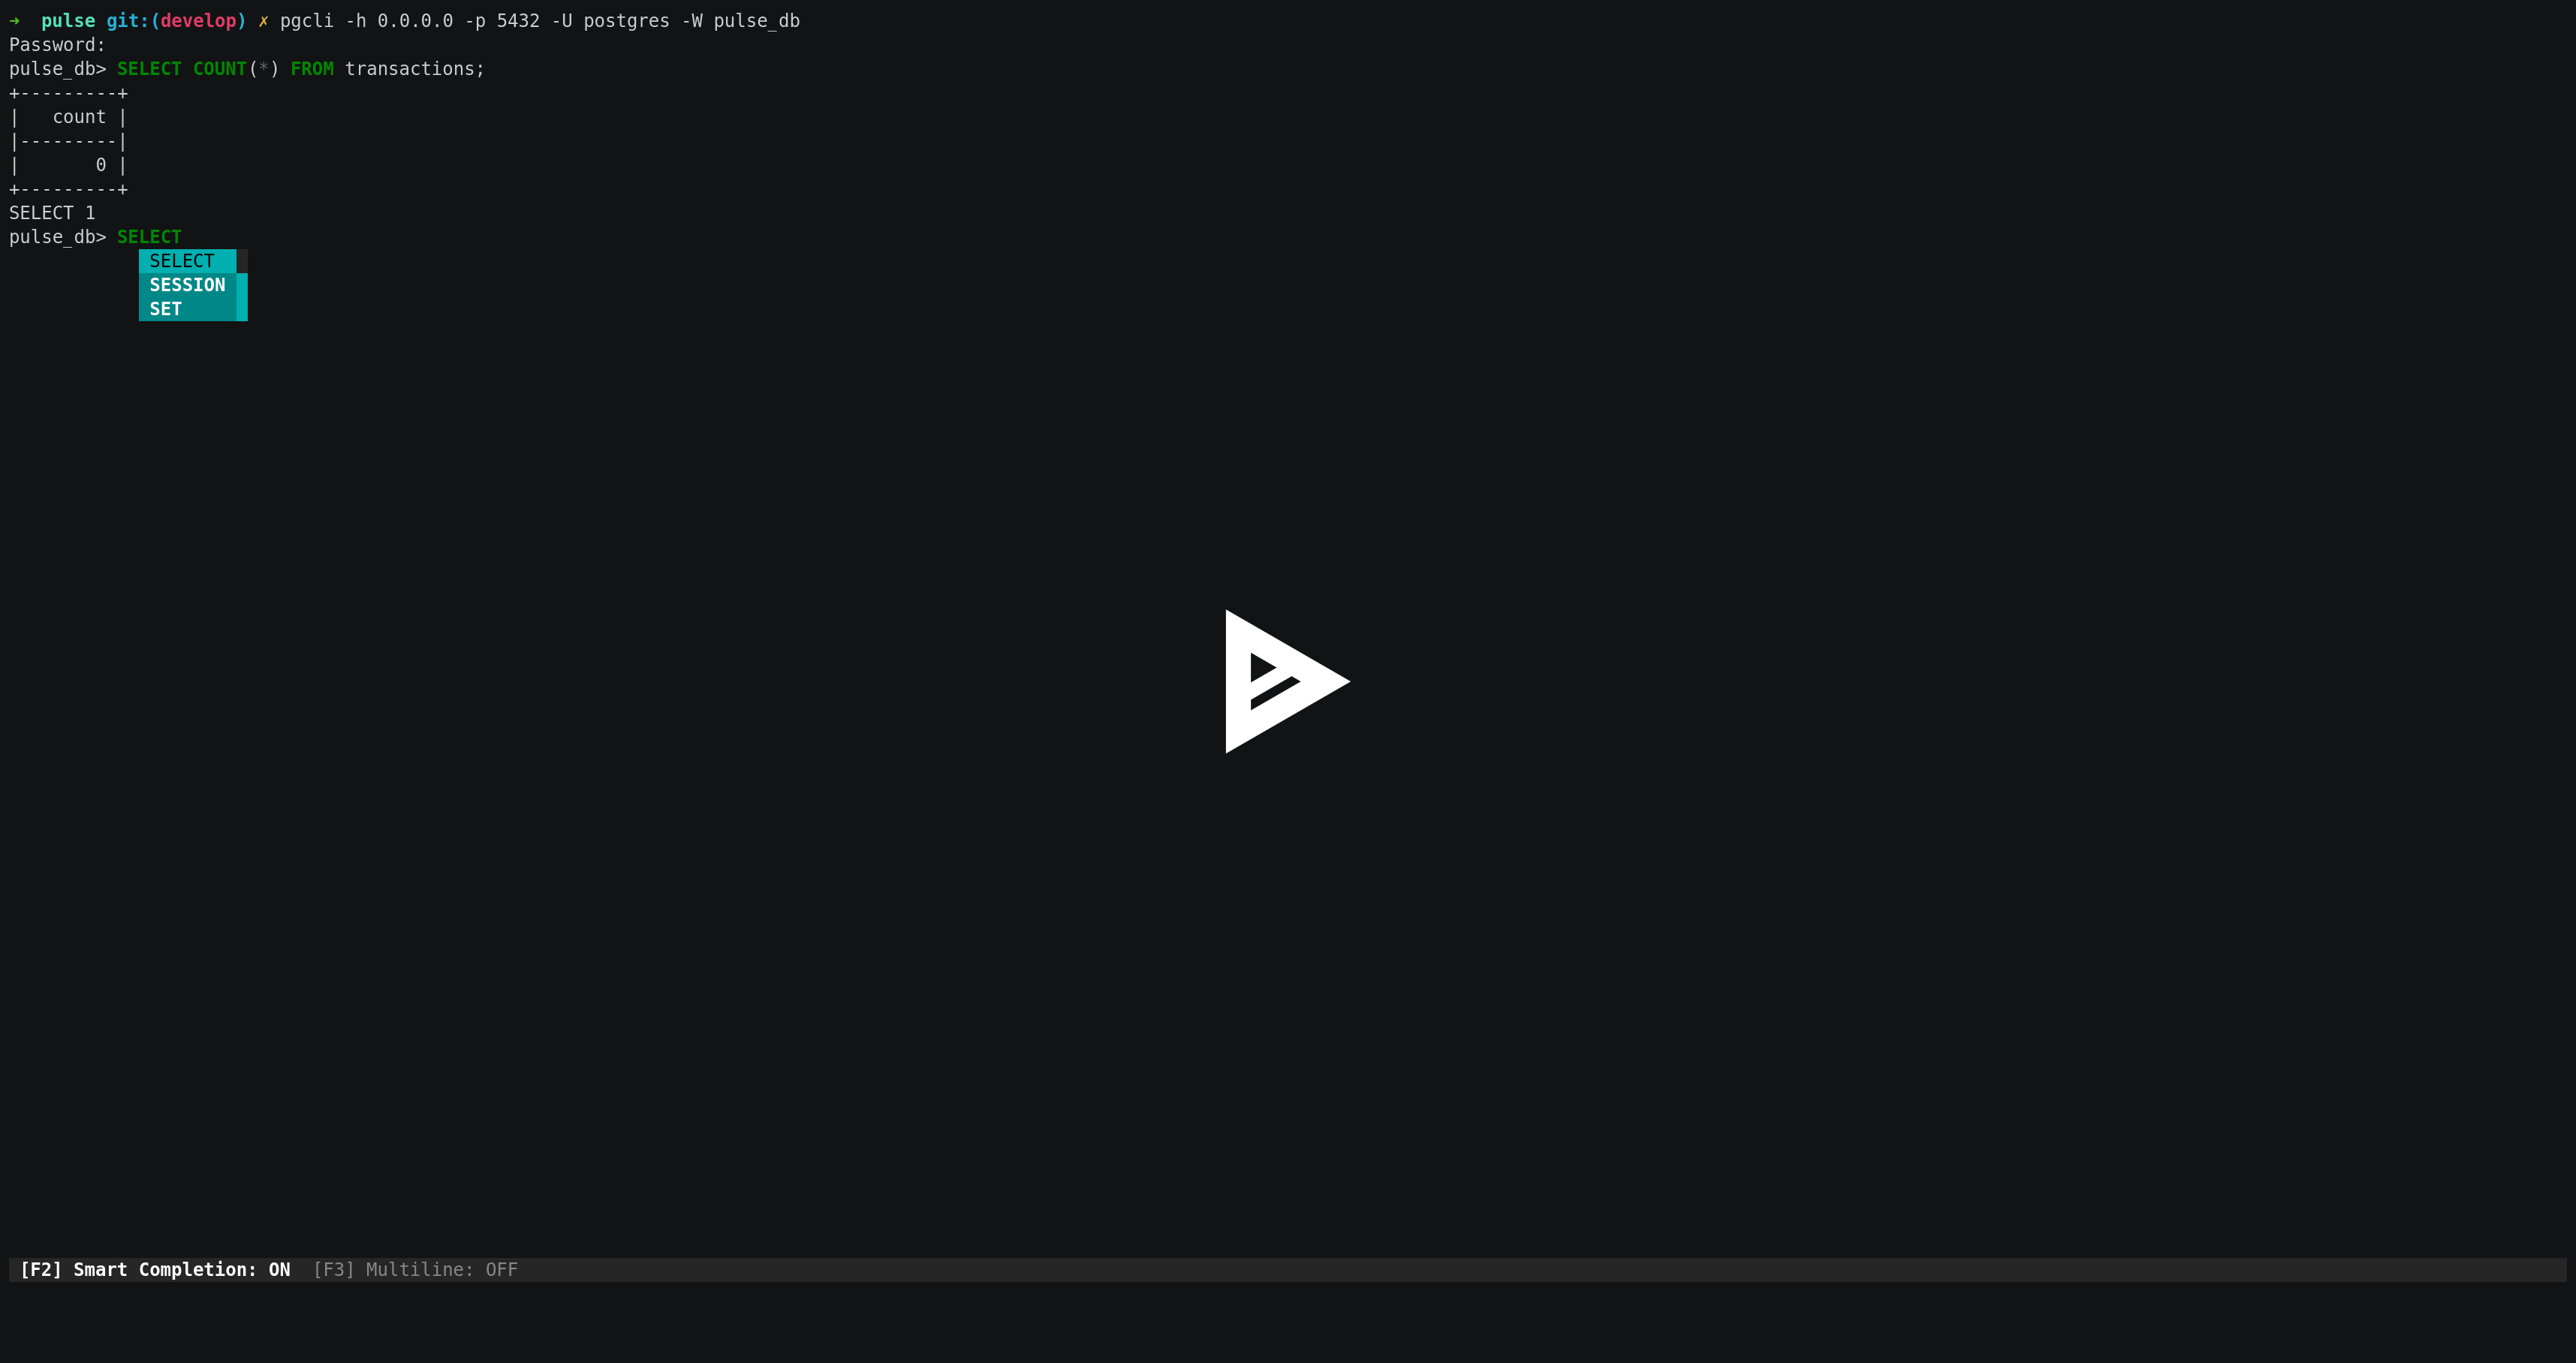 ➜  pulse git:(develop) ✗ pgcli -h 0.0.0.0 -p 5432 -U postgres -W pulse_db
Password:
pulse_db> SELECT COUNT(*) FROM transactions;
+---------+
|   count |
|---------|
|       0 |
+---------+
SELECT 1
pulse_db> SELECT
SELECT
SESSION
SET
[F2] Smart Completion: ON  [F3] Multiline: OFF